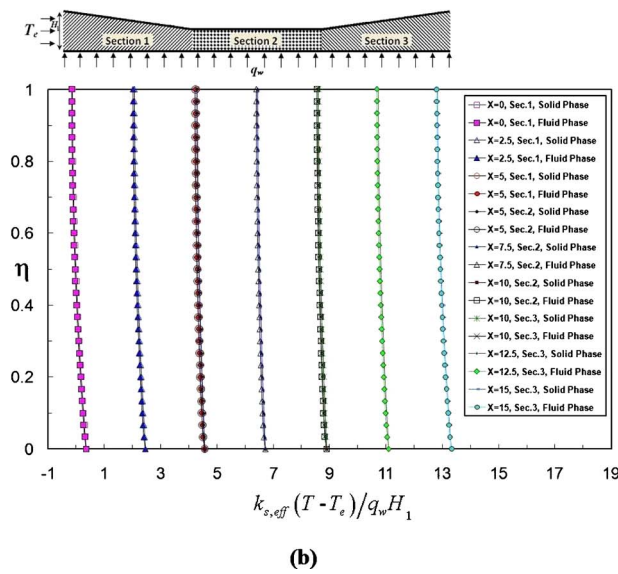 H₁
T_e
Section 1
Section 2
Section 3
q_w
1
0.8
0.6
η
0.4
0.2
0
-1
1
3
5
7
9
11
13
15
17
19
X=0, Sec.1, Solid Phase
X=0, Sec.1, Fluid Phase
X=2.5, Sec.1, Solid Phase
X=2.5, Sec.1, Fluid Phase
X=5, Sec.1, Solid Phase
X=5, Sec.1, Fluid Phase
X=5, Sec.2, Solid Phase
X=5, Sec.2, Fluid Phase
X=7.5, Sec.2, Solid Phase
X=7.5, Sec.2, Fluid Phase
X=10, Sec.2, Solid Phase
X=10, Sec.2, Fluid Phase
X=10, Sec.3, Solid Phase
X=10, Sec.3, Fluid Phase
X=12.5, Sec.3, Solid Phase
X=12.5, Sec.3, Fluid Phase
X=15, Sec.3, Solid Phase
X=15, Sec.3, Fluid Phase
k_{s,eff}(T-T_e)/q_wH_1
(b)